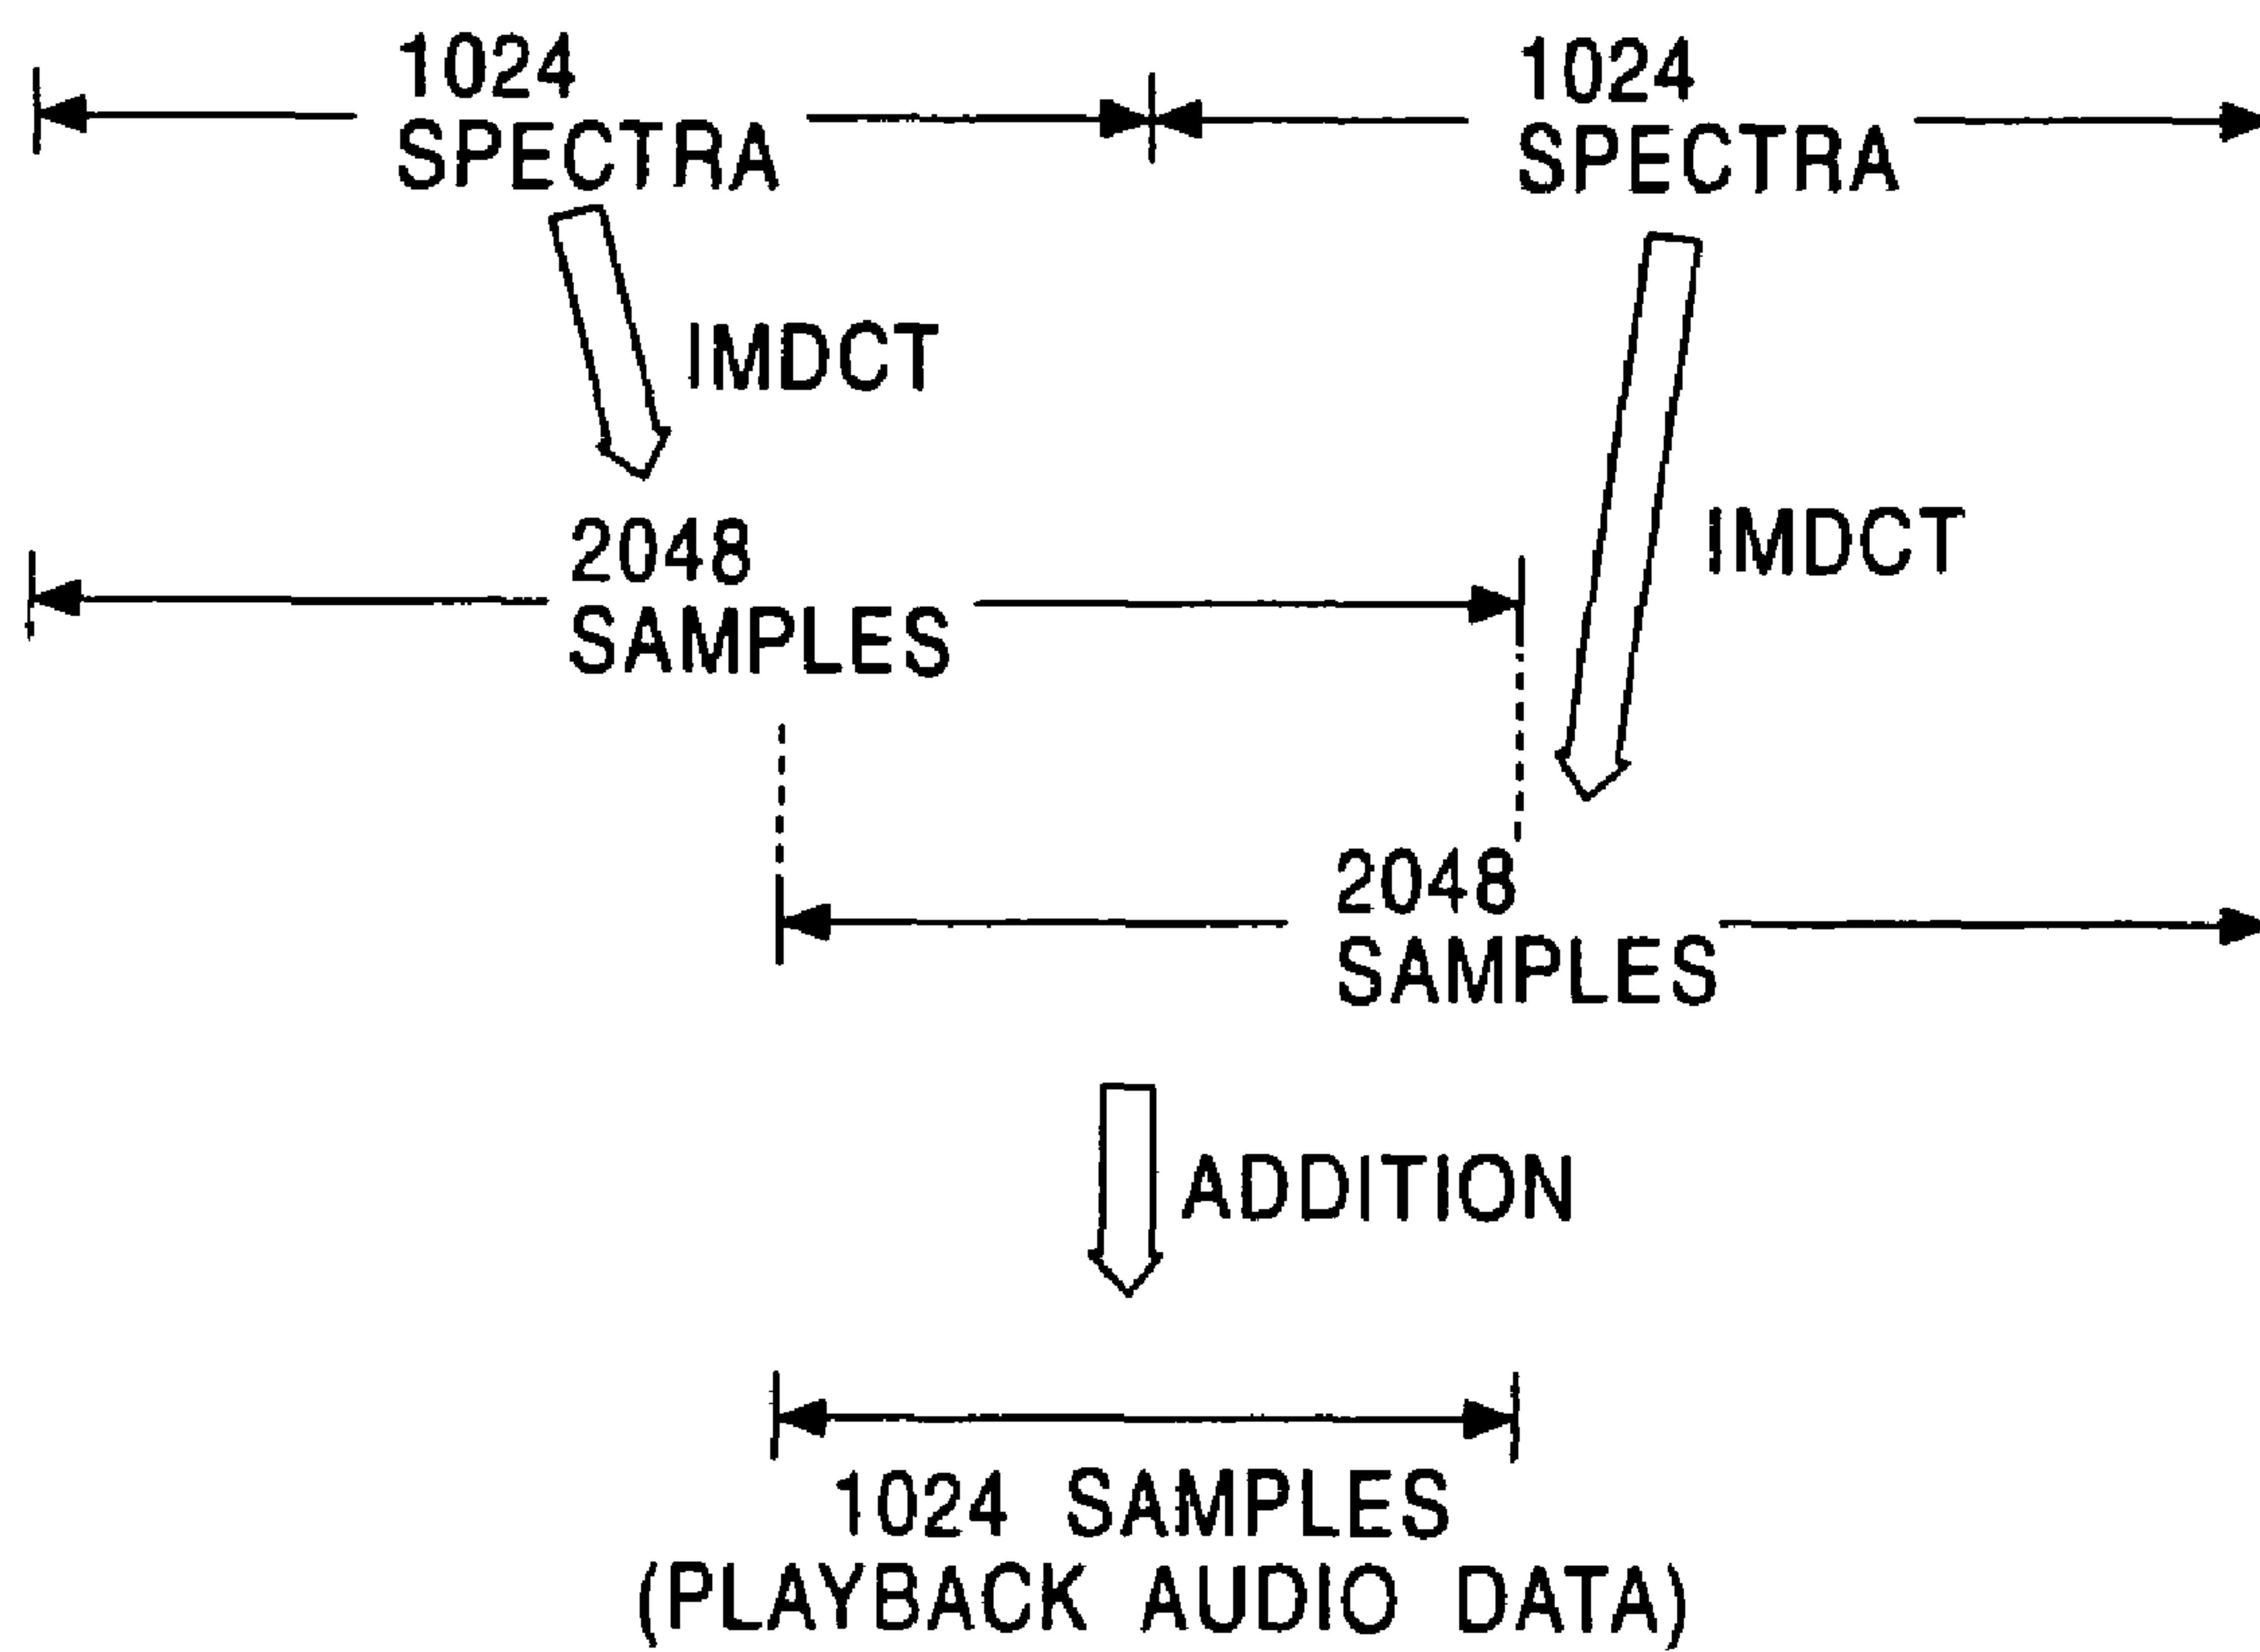 1024
SPECTRA
1024
SPECTRA
IMDCT
2048
SAMPLES
IMDCT
2048
SAMPLES
ADDITION
1024 SAMPLES
(PLAYBACK AUDIO DATA)